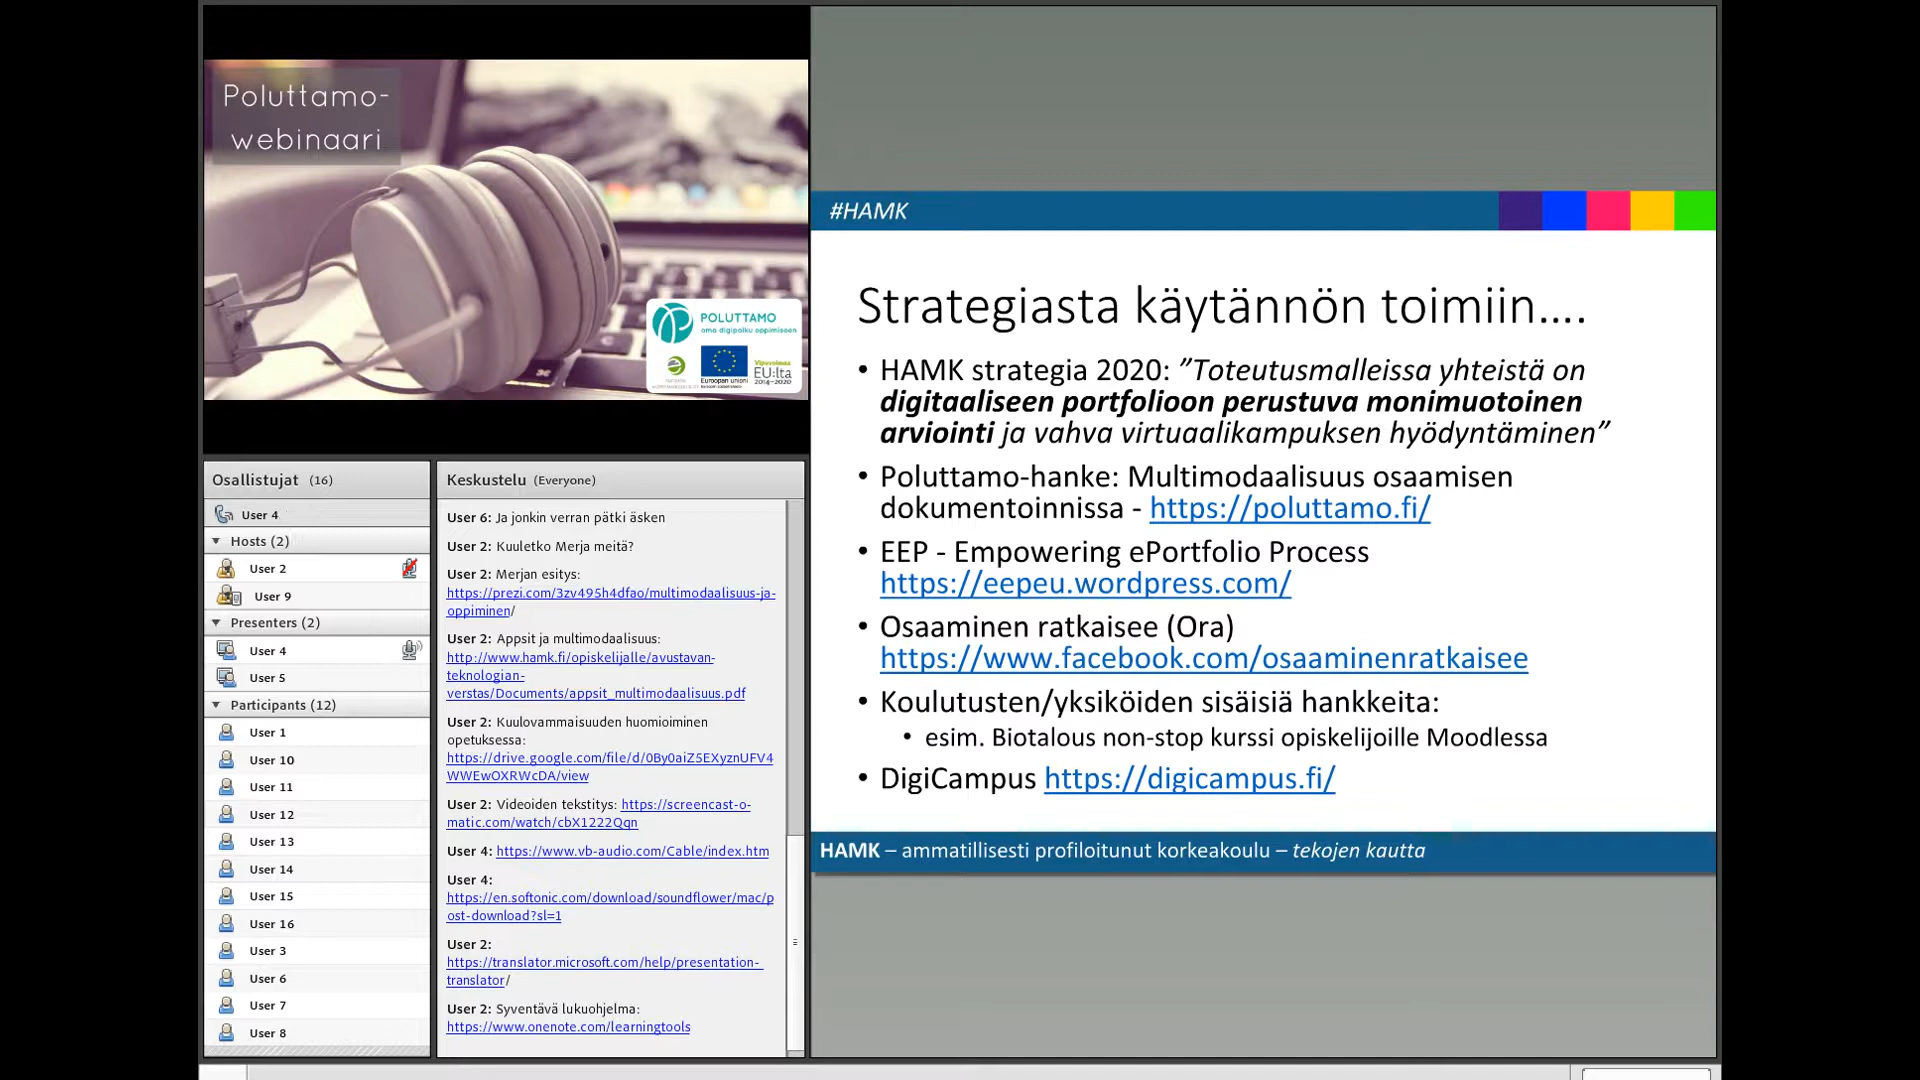 Poluttamo-
webinaari
POLUTTAMO
oma digipolku oppimiseen
Euroopan unioni
Vipuvoimaa
EU:lta
2014–2020
Osallistujat (16)
User 4
Hosts (2)
User 2
User 9
Presenters (2)
User 4
User 5
Participants (12)
User 1
User 10
User 11
User 12
User 13
User 14
User 15
User 16
User 3
User 6
User 7
User 8
Keskustelu (Everyone)
User 6: Ja jonkin verran pätki äsken
User 2: Kuuletko Merja meitä?
User 2: Merjan esitys:
https://prezi.com/3zv495h4dfao/multimodaalisuus-ja-
oppiminen/
User 2: Appsit ja multimodaalisuus:
http://www.hamk.fi/opiskelijalle/avustavan-
teknologian-
verstas/Documents/appsit_multimodaalisuus.pdf
User 2: Kuulovammaisuuden huomioiminen
opetuksessa:
https://drive.google.com/file/d/0By0aiZ5EXyznUFV4
WWEwOXRWcDA/view
User 2: Videoiden tekstitys: https://screencast-o-
matic.com/watch/cbX1222Qqn
User 4: https://www.vb-audio.com/Cable/index.htm
User 4:
https://en.softonic.com/download/soundflower/mac/p
ost-download?sl=1
User 2:
https://translator.microsoft.com/help/presentation-
translator/
User 2: Syventävä lukuohjelma:
https://www.onenote.com/learningtools
#HAMK
Strategiasta käytännön toimiin....
• HAMK strategia 2020: ”Toteutusmalleissa yhteistä on
digitaaliseen portfolioon perustuva monimuotoinen
arviointi ja vahva virtuaalikampuksen hyödyntäminen”
• Poluttamo-hanke: Multimodaalisuus osaamisen
dokumentoinnissa - https://poluttamo.fi/
• EEP - Empowering ePortfolio Process
https://eepeu.wordpress.com/
• Osaaminen ratkaisee (Ora)
https://www.facebook.com/osaaminenratkaisee
• Koulutusten/yksiköiden sisäisiä hankkeita:
• esim. Biotalous non-stop kurssi opiskelijoille Moodlessa
• DigiCampus https://digicampus.fi/
HAMK – ammatillisesti profiloitunut korkeakoulu – tekojen kautta